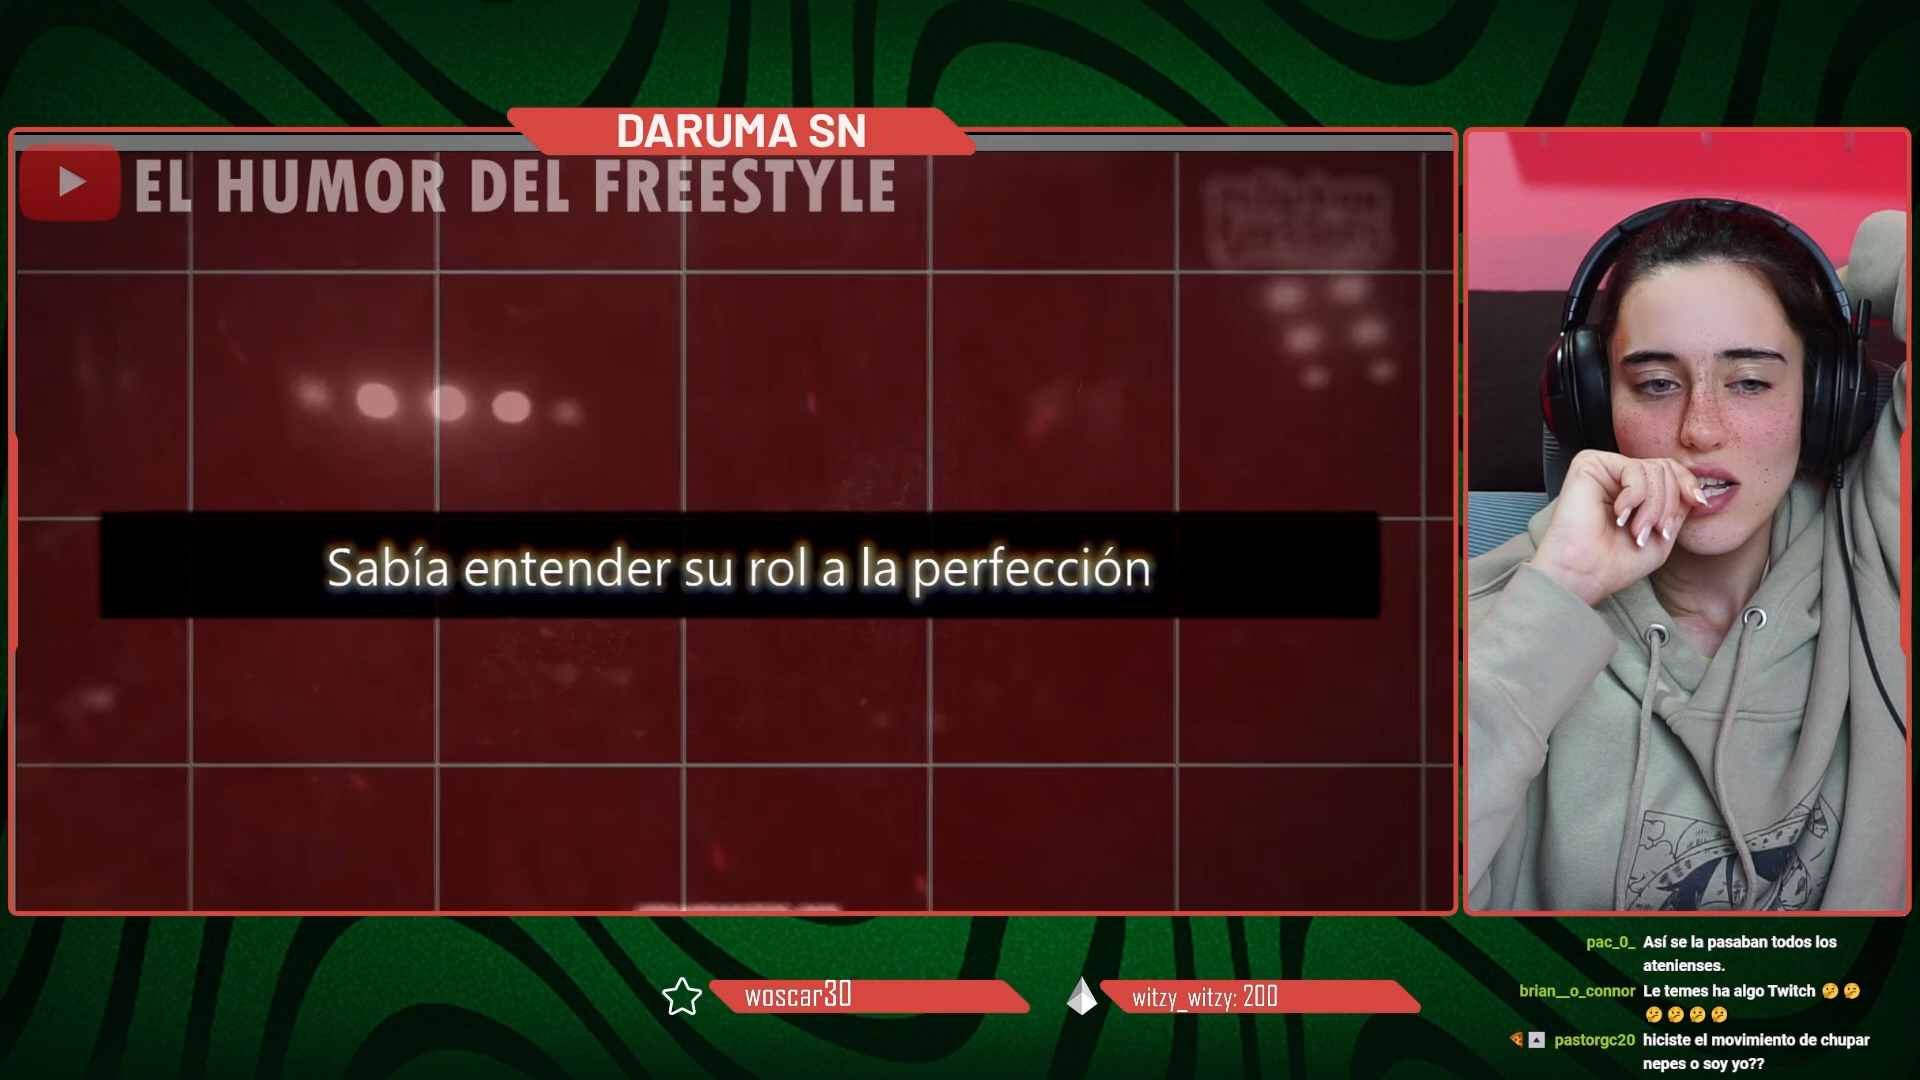 DARUMA SN
EL HUMOR DEL FREESTYLE
Sabía entender su rol a la perfección
woscar30
witzy_witzy: 200
pac_0_ Así se la pasaban todos los
atenienses.
brian__o_connor Le temes ha algo Twitch 🤔 🤔
🤔 🤔 🤔 🤔
pastorgc20 hiciste el movimiento de chupar
nepes o soy yo??